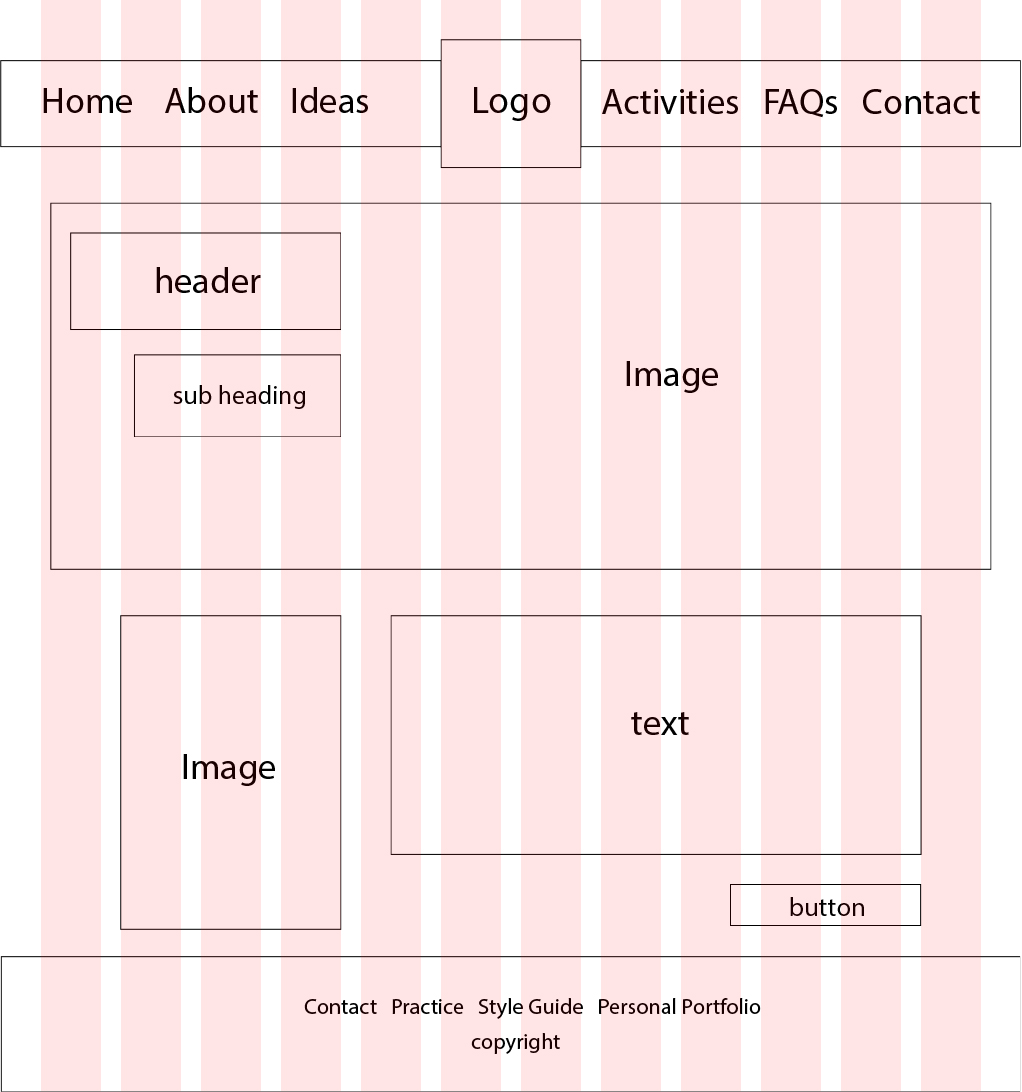 Home About Ideas Logo Activities FAQs Contact
header
sub heading
Image
Image
text
button
Contact Practice Style Guide Personal Portfolio
copyright